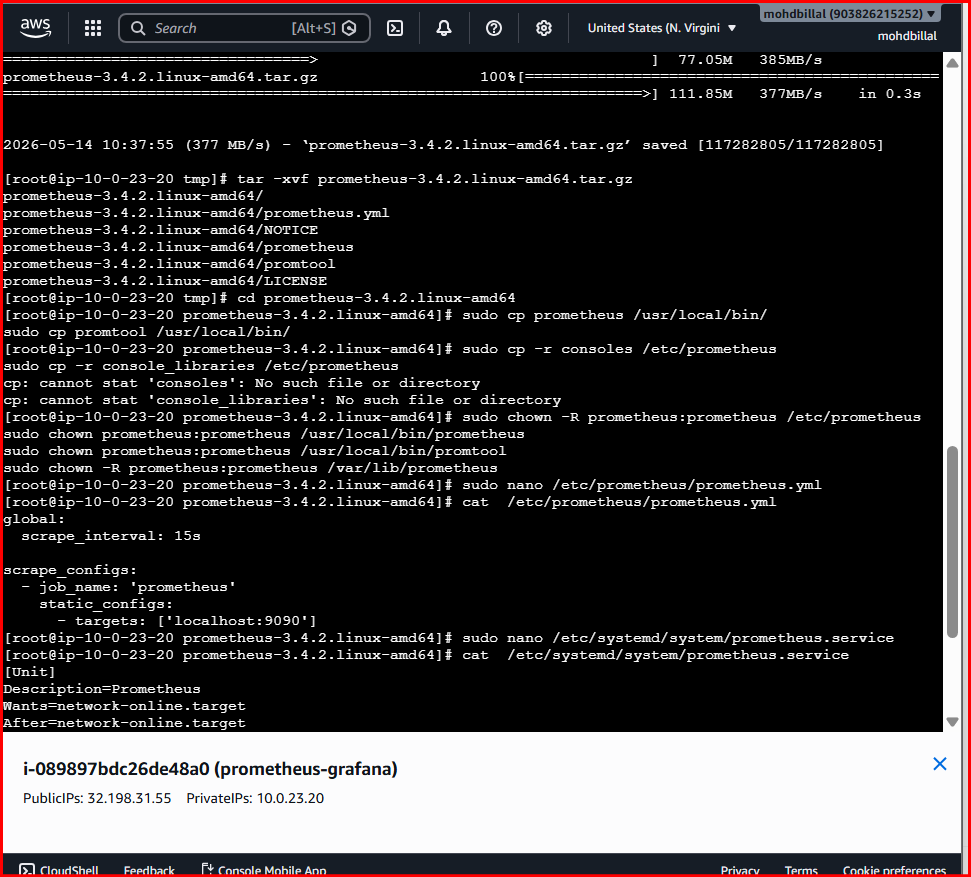 aws
Search
[Alt+S]
United States (N. Virgini
mohdbillal (903826215252)
mohdbillal
==================================> ] 77.05M 385MB/s
prometheus-3.4.2.linux-amd64.tar.gz 100%[==============================================
=======================================================================>] 111.85M 377MB/s in 0.3s
2026-05-14 10:37:55 (377 MB/s) - ‘prometheus-3.4.2.linux-amd64.tar.gz’ saved [117282805/117282805]
[root@ip-10-0-23-20 tmp]# tar -xvf prometheus-3.4.2.linux-amd64.tar.gz
prometheus-3.4.2.linux-amd64/
prometheus-3.4.2.linux-amd64/prometheus.yml
prometheus-3.4.2.linux-amd64/NOTICE
prometheus-3.4.2.linux-amd64/prometheus
prometheus-3.4.2.linux-amd64/promtool
prometheus-3.4.2.linux-amd64/LICENSE
[root@ip-10-0-23-20 tmp]# cd prometheus-3.4.2.linux-amd64
[root@ip-10-0-23-20 prometheus-3.4.2.linux-amd64]# sudo cp prometheus /usr/local/bin/
sudo cp promtool /usr/local/bin/
[root@ip-10-0-23-20 prometheus-3.4.2.linux-amd64]# sudo cp -r consoles /etc/prometheus
sudo cp -r console_libraries /etc/prometheus
cp: cannot stat 'consoles': No such file or directory
cp: cannot stat 'console_libraries': No such file or directory
[root@ip-10-0-23-20 prometheus-3.4.2.linux-amd64]# sudo chown -R prometheus:prometheus /etc/prometheus
sudo chown prometheus:prometheus /usr/local/bin/prometheus
sudo chown prometheus:prometheus /usr/local/bin/promtool
sudo chown -R prometheus:prometheus /var/lib/prometheus
[root@ip-10-0-23-20 prometheus-3.4.2.linux-amd64]# sudo nano /etc/prometheus/prometheus.yml
[root@ip-10-0-23-20 prometheus-3.4.2.linux-amd64]# cat  /etc/prometheus/prometheus.yml
global:
  scrape_interval: 15s
scrape_configs:
  - job_name: 'prometheus'
    static_configs:
      - targets: ['localhost:9090']
[root@ip-10-0-23-20 prometheus-3.4.2.linux-amd64]# sudo nano /etc/systemd/system/prometheus.service
[root@ip-10-0-23-20 prometheus-3.4.2.linux-amd64]# cat  /etc/systemd/system/prometheus.service
[Unit]
Description=Prometheus
Wants=network-online.target
After=network-online.target
i-089897bdc26de48a0 (prometheus-grafana)
PublicIPs: 32.198.31.55 PrivateIPs: 10.0.23.20
CloudShell Feedback Console Mobile App Privacy Terms Cookie preferences